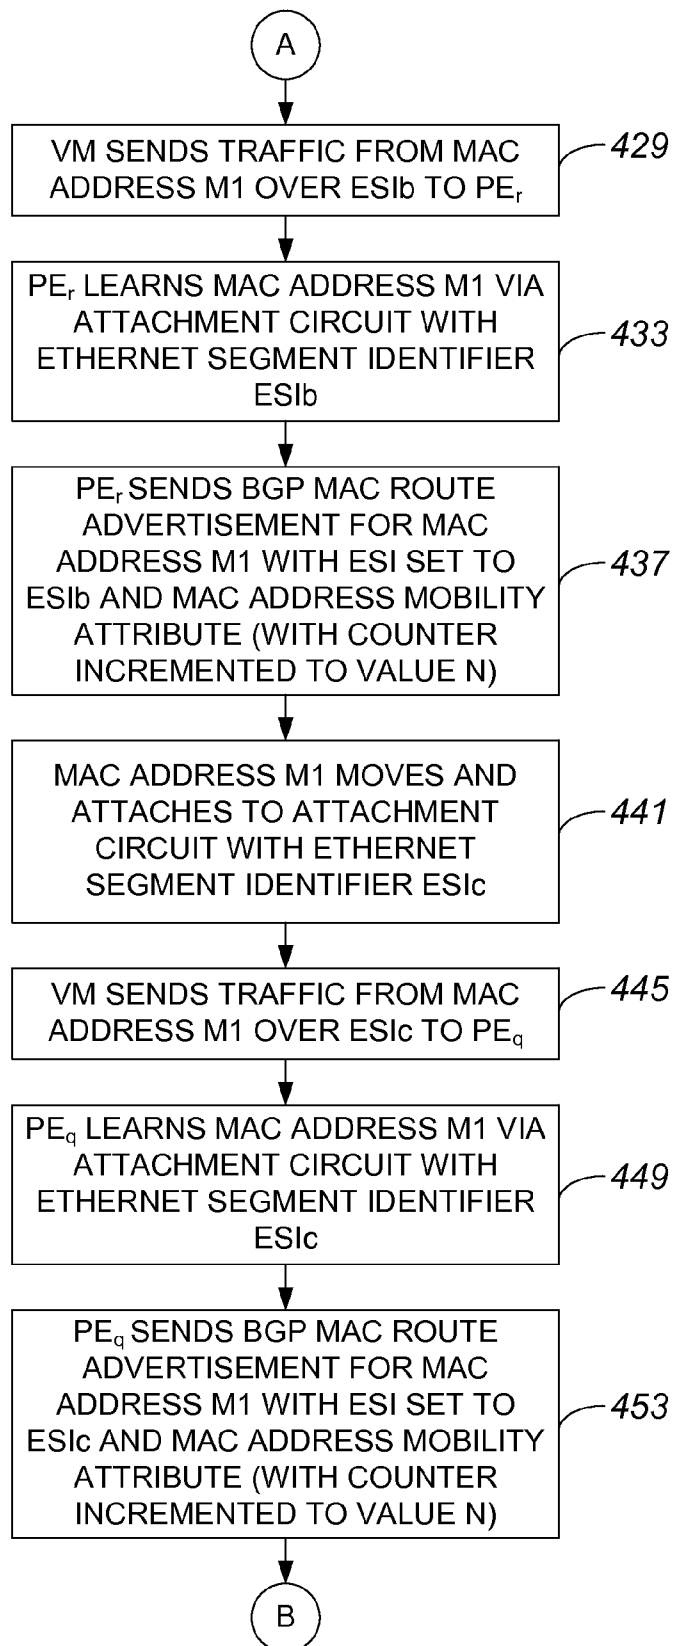 A
VM SENDS TRAFFIC FROM MAC
ADDRESS M1 OVER ESIb TO PEr
429
PEr LEARNS MAC ADDRESS M1 VIA
ATTACHMENT CIRCUIT WITH
ETHERNET SEGMENT IDENTIFIER
ESIb
433
PEr SENDS BGP MAC ROUTE
ADVERTISEMENT FOR MAC
ADDRESS M1 WITH ESI SET TO
ESIb AND MAC ADDRESS MOBILITY
ATTRIBUTE (WITH COUNTER
INCREMENTED TO VALUE N)
437
MAC ADDRESS M1 MOVES AND
ATTACHES TO ATTACHMENT
CIRCUIT WITH ETHERNET
SEGMENT IDENTIFIER ESIc
441
VM SENDS TRAFFIC FROM MAC
ADDRESS M1 OVER ESIc TO PEq
445
PEq LEARNS MAC ADDRESS M1 VIA
ATTACHMENT CIRCUIT WITH
ETHERNET SEGMENT IDENTIFIER
ESIc
449
PEq SENDS BGP MAC ROUTE
ADVERTISEMENT FOR MAC
ADDRESS M1 WITH ESI SET TO
ESIc AND MAC ADDRESS MOBILITY
ATTRIBUTE (WITH COUNTER
INCREMENTED TO VALUE N)
453
B